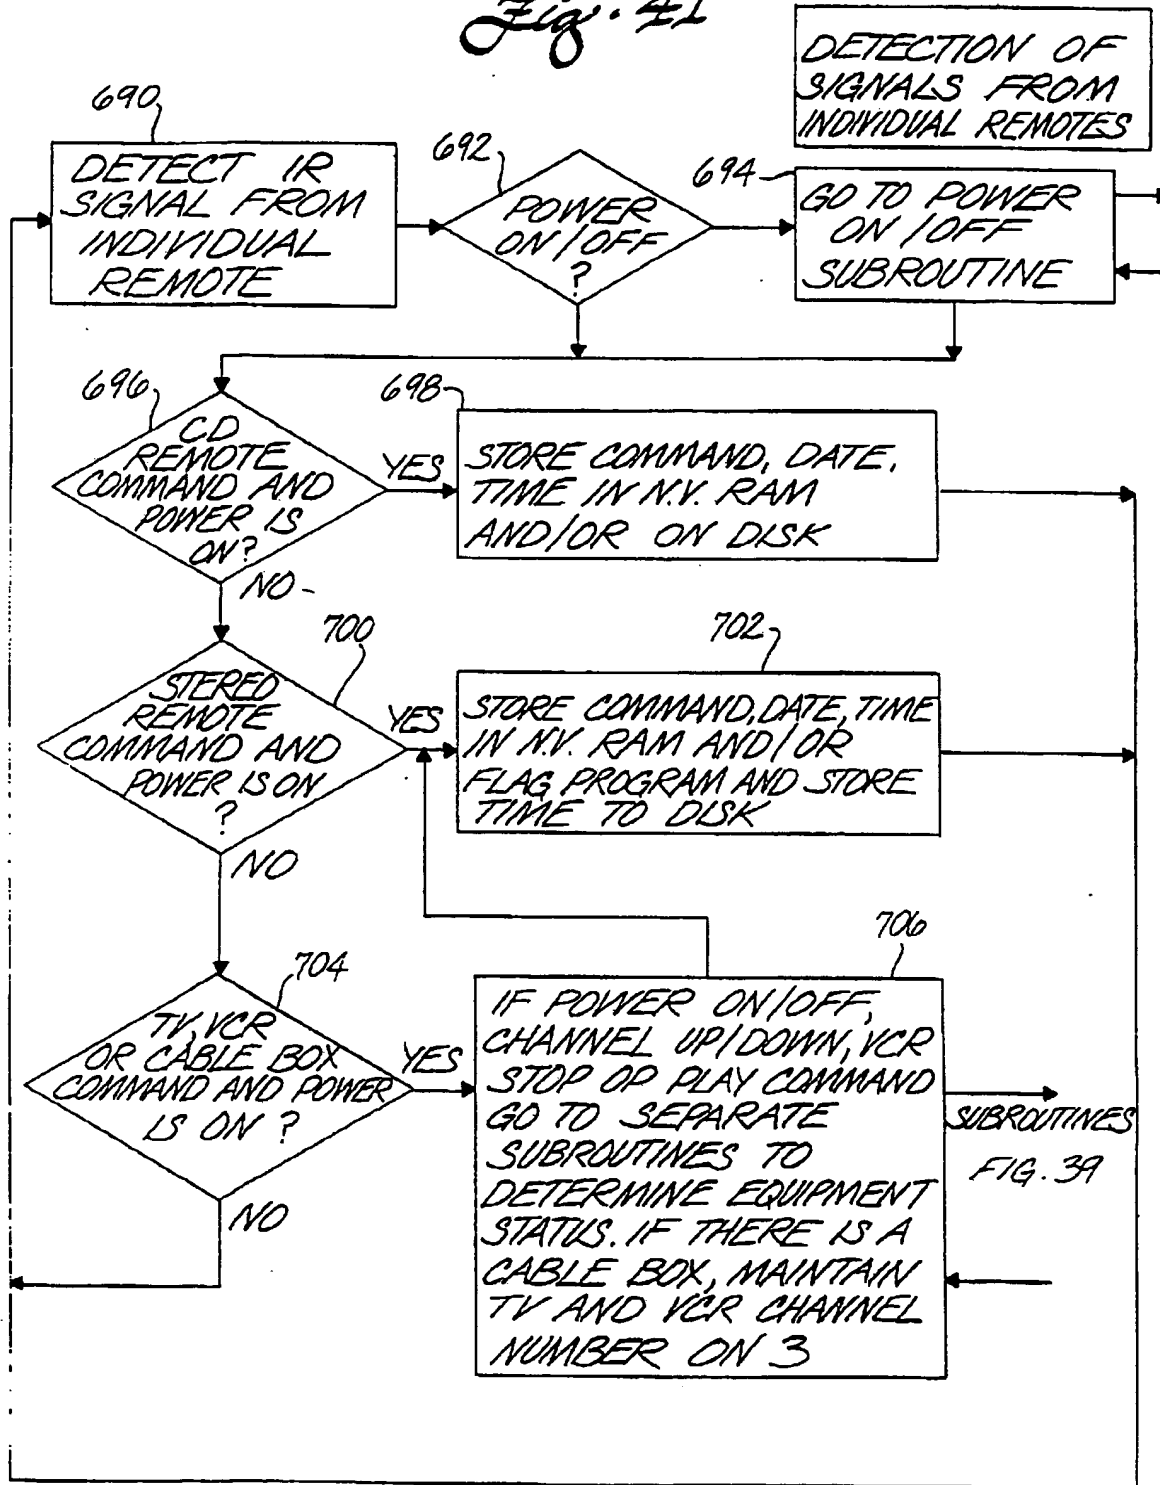 Fig. 41
DETECTION OF
SIGNALS FROM
INDIVIDUAL REMOTES
690
DETECT IR
SIGNAL FROM
INDIVIDUAL
REMOTE
692
POWER
ON/OFF
?
694
GO TO POWER
ON/OFF
SUBROUTINE
696
CD
REMOTE
COMMAND AND
POWER IS
ON?
YES
NO
698
STORE COMMAND, DATE,
TIME IN N.V. RAM
AND/OR ON DISK
700
STEREO
REMOTE
COMMAND AND
POWER IS ON
?
YES
NO
702
STORE COMMAND, DATE, TIME
IN N.V. RAM AND/OR
FLAG PROGRAM AND STORE
TIME TO DISK
704
TV, VCR
OR CABLE BOX
COMMAND AND POWER
IS ON ?
YES
NO
706
IF POWER ON/OFF,
CHANNEL UP/DOWN, VCR
STOP OP PLAY COMMAND
GO TO SEPARATE
SUBROUTINES TO
DETERMINE EQUIPMENT
STATUS. IF THERE IS A
CABLE BOX, MAINTAIN
TV AND VCR CHANNEL
NUMBER ON 3
SUBROUTINES
FIG. 39